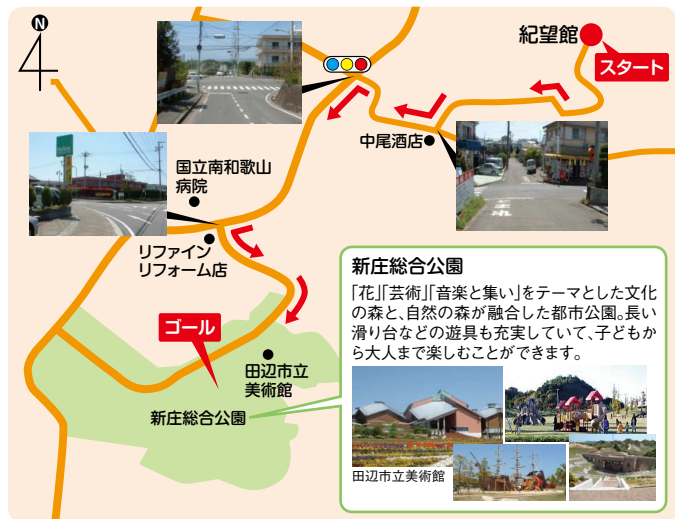 N
紀望館
スタート
中尾酒店
国立南和歌山
病院
リファイン
リフォーム店
ゴール
田辺市立
美術館
新庄総合公園
新庄総合公園
「花」「芸術」「音楽と集い」をテーマとした文化
の森と、自然の森が融合した都市公園。長い
滑り台などの遊具も充実していて、子どもか
ら大人まで楽しむことができます。
田辺市立美術館